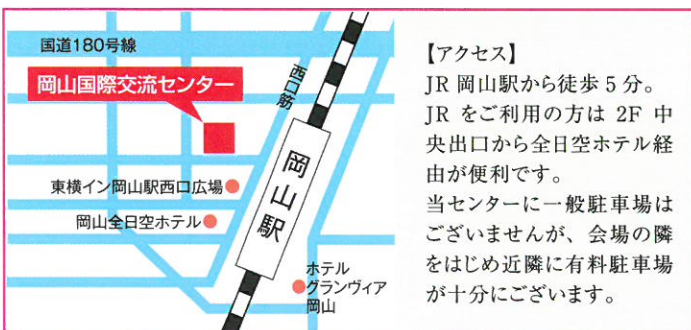 国道180号線
岡山国際交流センター
西口筋
岡山駅
東横イン岡山駅西口広場
岡山全日空ホテル
ホテル
グランヴィア
岡山
【アクセス】
JR 岡山駅から徒歩 5 分。
JR をご利用の方は 2F 中
央出口から全日空ホテル経
由が便利です。
当センターに一般駐車場は
ございませんが、会場の隣
をはじめ近隣に有料駐車場
が十分にございます。